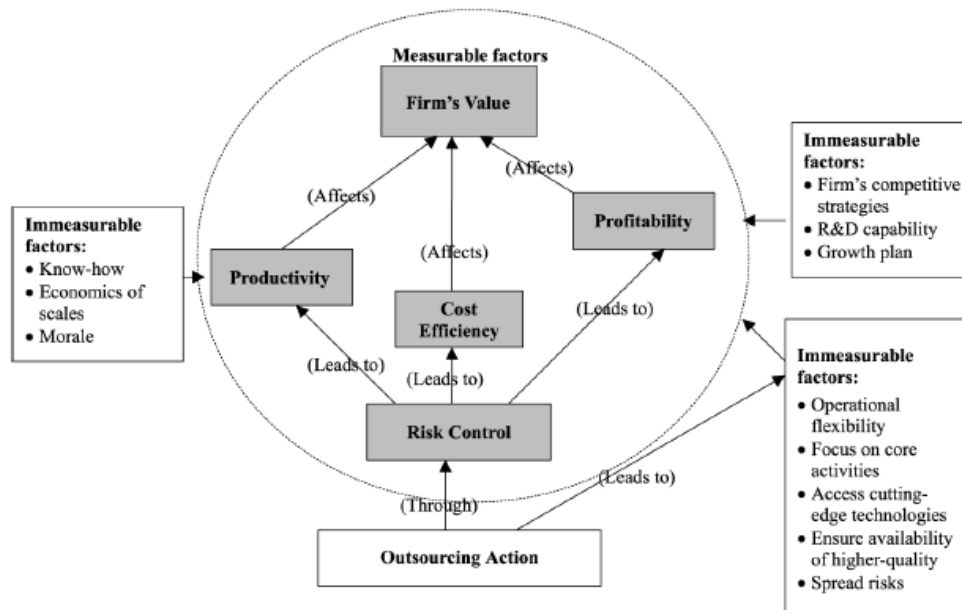 Measurable factors
Firm's Value
(Affects)
(Affects)
(Affects)
Productivity
Cost
Efficiency
Profitability
(Leads to)
(Leads to)
(Leads to)
Risk Control
(Through)
(Leads to)
Outsourcing Action
Immeasurable
factors:
• Know-how
• Economics of
scales
• Morale
Immeasurable
factors:
• Firm's competitive
strategies
• R&D capability
• Growth plan
Immeasurable
factors:
• Operational
flexibility
• Focus on core
activities
• Access cutting-
edge technologies
• Ensure availability
of higher-quality
• Spread risks